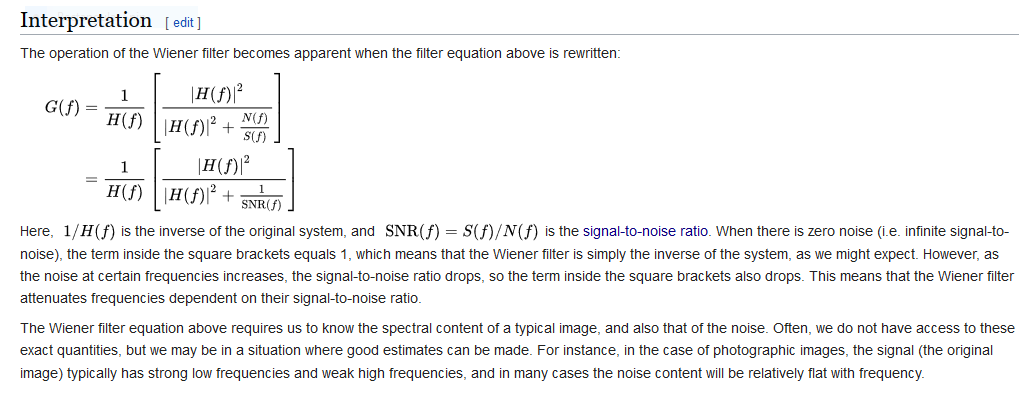 Interpretation [ edit ]
The operation of the Wiener filter becomes apparent when the filter equation above is rewritten:
G(f) = \frac{1}{H(f)} \left[ \frac{|H(f)|^2}{|H(f)|^2 + \frac{N(f)}{S(f)}} \right]
= \frac{1}{H(f)} \left[ \frac{|H(f)|^2}{|H(f)|^2 + \frac{1}{SNR(f)}} \right]
Here, 1/H(f) is the inverse of the original system, and SNR(f) = S(f)/N(f) is the signal-to-noise ratio. When there is zero noise (i.e. infinite signal-to-
noise), the term inside the square brackets equals 1, which means that the Wiener filter is simply the inverse of the system, as we might expect. However, as
the noise at certain frequencies increases, the signal-to-noise ratio drops, so the term inside the square brackets also drops. This means that the Wiener filter
attenuates frequencies dependent on their signal-to-noise ratio.
The Wiener filter equation above requires us to know the spectral content of a typical image, and also that of the noise. Often, we do not have access to these
exact quantities, but we may be in a situation where good estimates can be made. For instance, in the case of photographic images, the signal (the original
image) typically has strong low frequencies and weak high frequencies, and in many cases the noise content will be relatively flat with frequency.